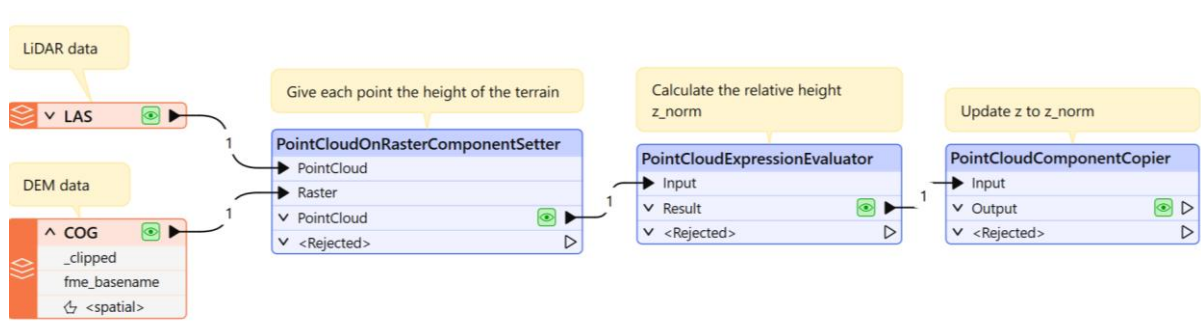 LiDAR data
LAS
1
DEM data
COG
_clipped
fme_basename
<spatial>
1
Give each point the height of the terrain
PointCloudOnRasterComponentSetter
PointCloud
Raster
PointCloud
<Rejected>
1
Calculate the relative height
z_norm
PointCloudExpressionEvaluator
Input
Result
<Rejected>
1
Update z to z_norm
PointCloudComponentCopier
Input
Output
<Rejected>